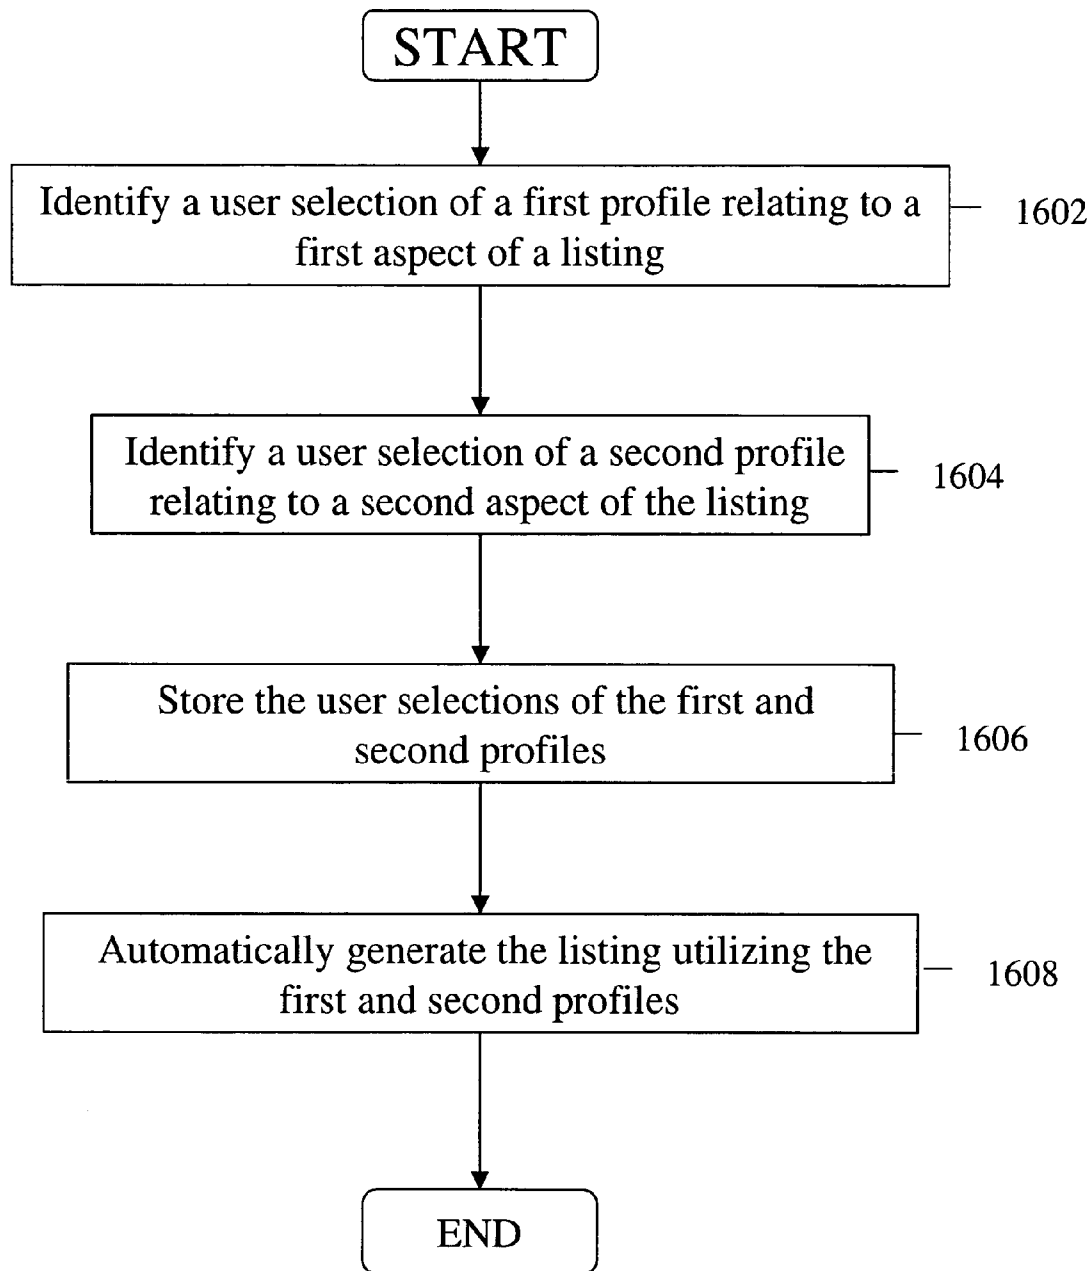 START
Identify a user selection of a first profile relating to a
first aspect of a listing
1602
Identify a user selection of a second profile
relating to a second aspect of the listing
1604
Store the user selections of the first and
second profiles
1606
Automatically generate the listing utilizing the
first and second profiles
1608
END